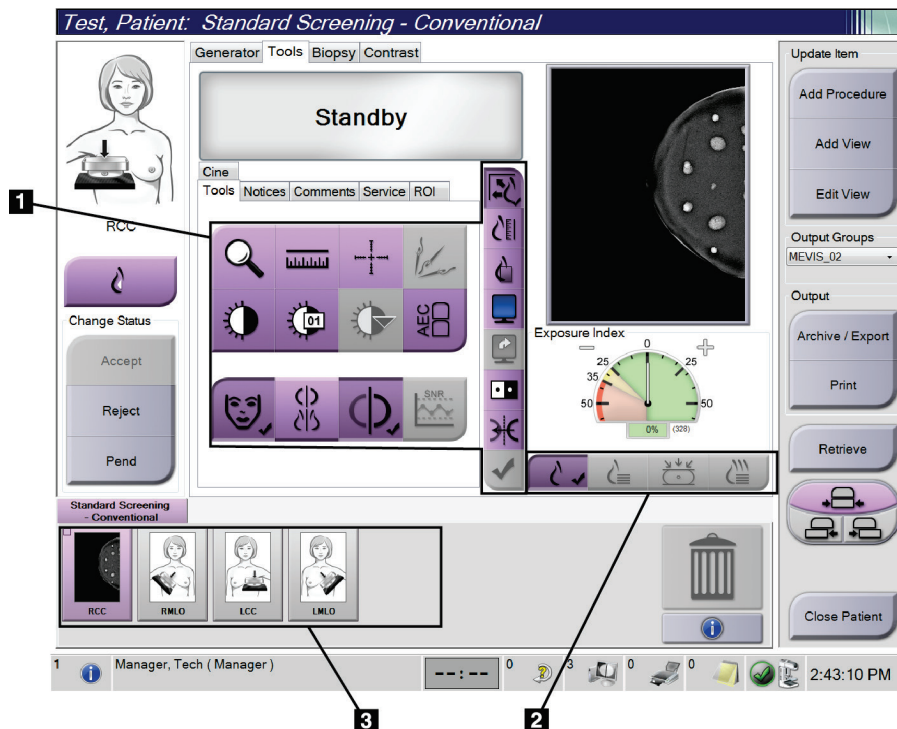 Test, Patient: Standard Screening - Conventional
Generator Tools Biopsy Contrast
Standby
Cine
Tools Notices Comments Service ROI
1
RCC
Change Status
Accept
Reject
Pend
01
AEC
SNR
Exposure Index
0
25 25
35
50 50
0% (328)
Update Item
Add Procedure
Add View
Edit View
Output Groups
MEVIS_02
Output
Archive / Export
Print
Retrieve
Close Patient
Standard Screening
- Conventional
RCC RMLO LCC LMLO
1 Manager, Tech ( Manager ) --:-- 0 3 0 0 2:43:10 PM
3 2